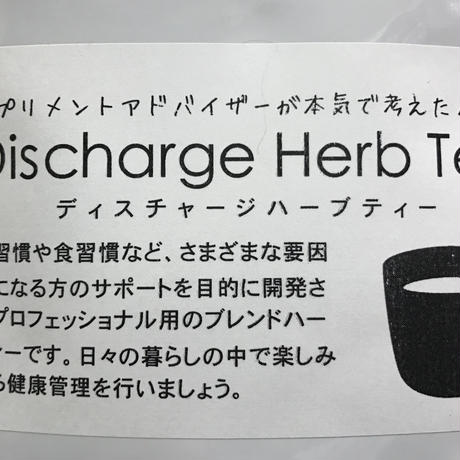 プリメントアドバイザーが本気で考えた
Discharge Herb Te
ディスチャージハーブティー
習慣や食習慣など、さまざまな要因
になる方のサポートを目的に開発さ
プロフェッショナル用のブレンドハー
ィーです。日々の暮らしの中で楽しみ
る健康管理を行いましょう。